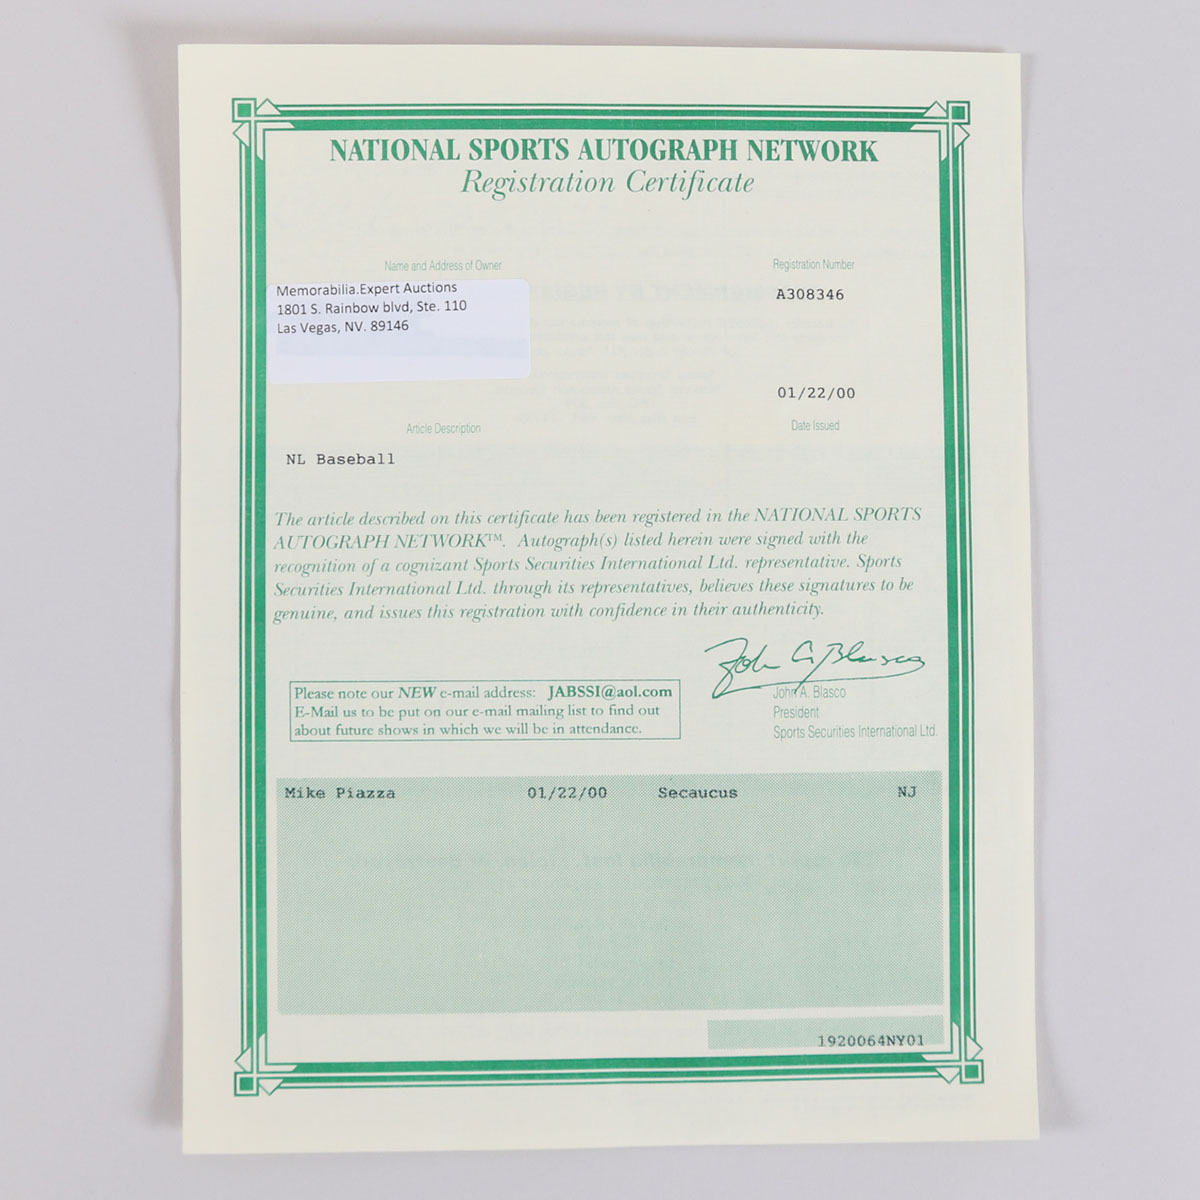 NATIONAL SPORTS AUTOGRAPH NETWORK
Registration Certificate
Name and Address of Owner
Memorabilia.Expert Auctions
1801 S. Rainbow blvd, Ste. 110
Las Vegas, NV. 89146
Registration Number
A308346
01/22/00
Date Issued
Article Description
NL Baseball
The article described on this certificate has been registered in the NATIONAL SPORTS
AUTOGRAPH NETWORK™. Autograph(s) listed herein were signed with the
recognition of a cognizant Sports Securities International Ltd. representative. Sports
Securities International Ltd. through its representatives, believes these signatures to be
genuine, and issues this registration with confidence in their authenticity.
John A. Blasco
John A. Blasco
President
Sports Securities International Ltd.
Please note our NEW e-mail address: JABSSI@aol.com
E-Mail us to be put on our e-mail mailing list to find out
about future shows in which we will be in attendance.
Mike Piazza 01/22/00 Secaucus NJ
1920064NY01